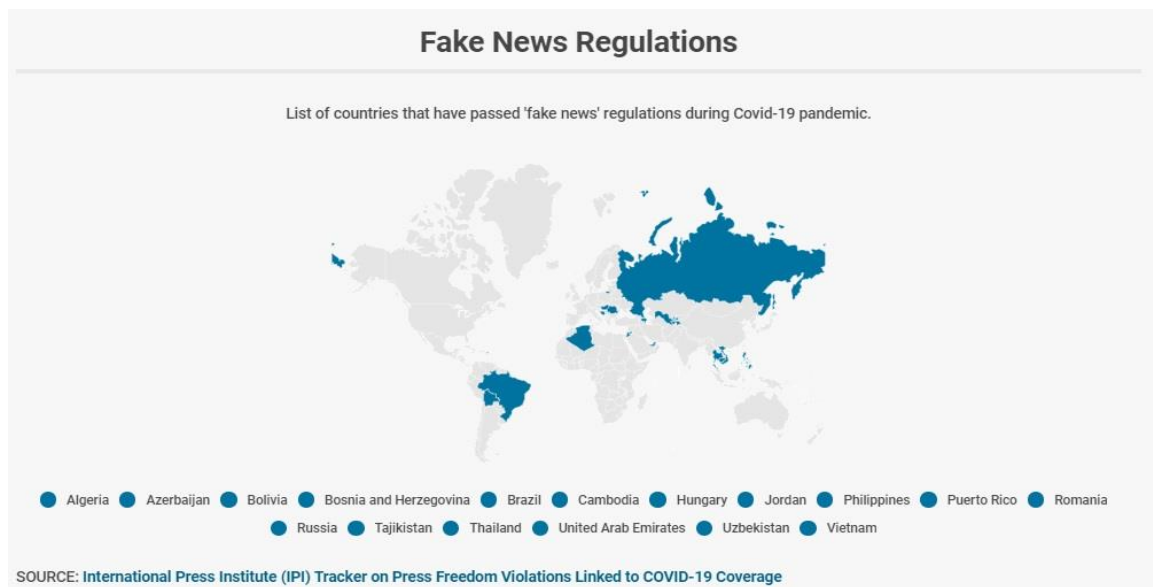 Fake News Regulations
List of countries that have passed 'fake news' regulations during Covid-19 pandemic.
Algeria Azerbaijan Bolivia Bosnia and Herzegovina Brazil Cambodia Hungary Jordan Philippines Puerto Rico Romania
Russia Tajikistan Thailand United Arab Emirates Uzbekistan Vietnam
SOURCE: International Press Institute (IPI) Tracker on Press Freedom Violations Linked to COVID-19 Coverage